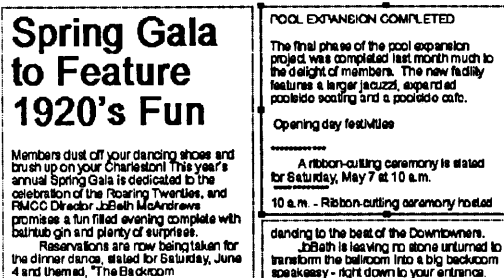 Spring Gala
to Feature
1920's Fun
Members dust off your dancing shoes and
brush up on your Charleston! This year's
annual Spring Gala is dedicated to the
celebration of the Roaring Twenties, and
RMCC Director JoBeth McAndrews
promises a fun filled evening complete with
bathtub gin and plenty of surprises.
Reservations are now being taken for
the dinner dance, slated for Saturday, June
4 and themed, "The Backroom
POOL EXPANSION COMPLETED
The final phase of the pool expansion
project was completed last month much to
the delight of members. The new facility
features a larger jacuzzi, expanded
poolside seating and a poolside cafe.
Opening day festivities
A ribbon-cutting ceremony is slated
for Saturday, May 7 at 10 a.m.
10 a.m. - Ribbon-cutting ceremony hosted
dancing to the best of the Downtowners.
JoBeth is leaving no stone unturned to
transform the ballroom into a big backroom
speakeasy - right down to your entrance.